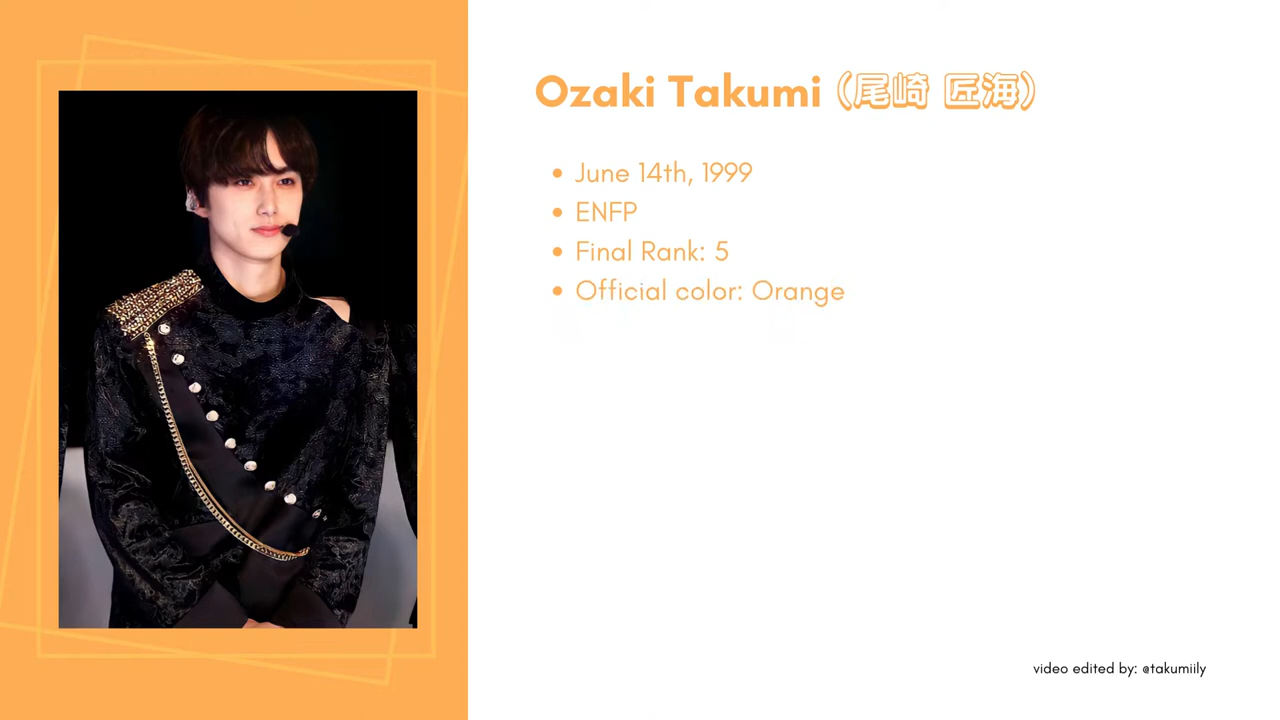 Ozaki Takumi (尾崎 匠海)
• June 14th, 1999
• ENFP
• Final Rank: 5
• Official color: Orange
video edited by: @takumiily